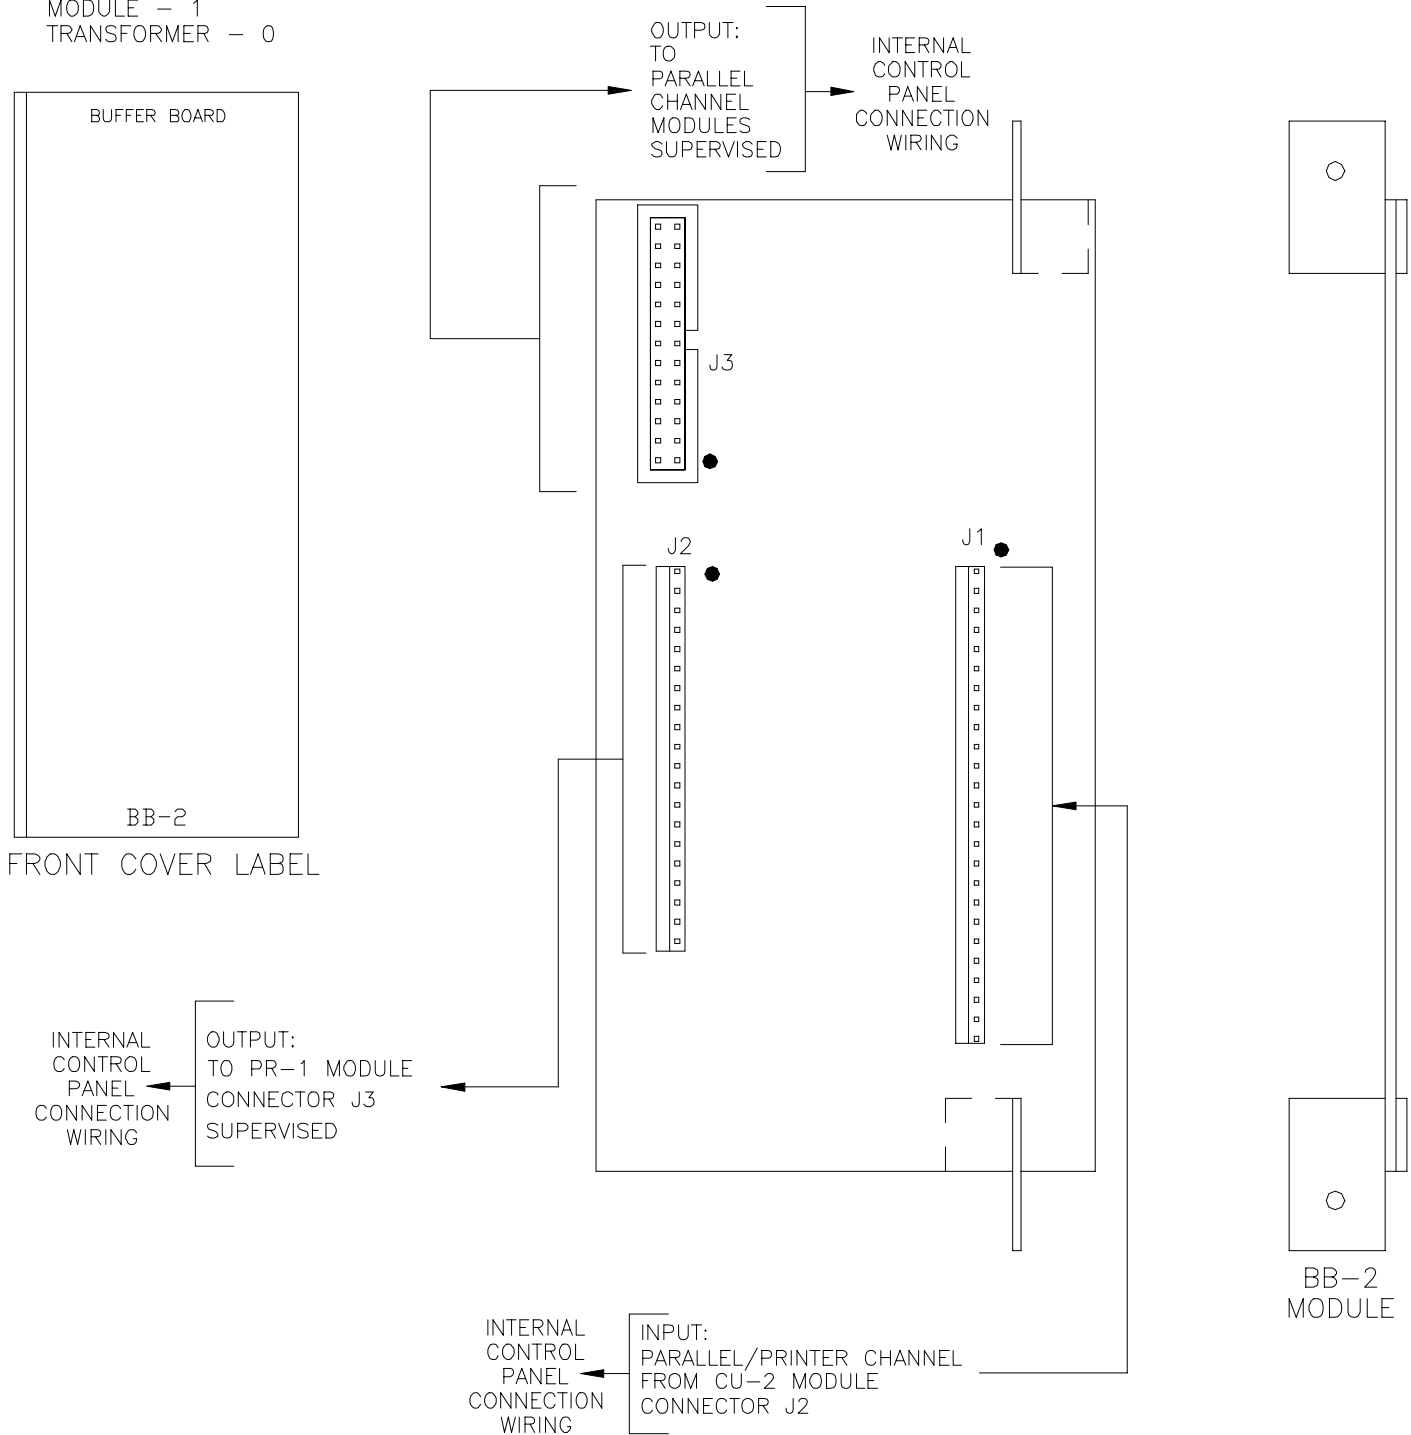 MODULE – 1
TRANSFORMER – 0
BUFFER BOARD
BB–2
FRONT COVER LABEL
OUTPUT:
TO
PARALLEL
CHANNEL
MODULES
SUPERVISED
INTERNAL
CONTROL
PANEL
CONNECTION
WIRING
J3
J2
J1
INTERNAL
CONTROL
PANEL
CONNECTION
WIRING
OUTPUT:
TO PR–1 MODULE
CONNECTOR J3
SUPERVISED
INTERNAL
CONTROL
PANEL
CONNECTION
WIRING
INPUT:
PARALLEL/PRINTER CHANNEL
FROM CU–2 MODULE
CONNECTOR J2
BB–2
MODULE